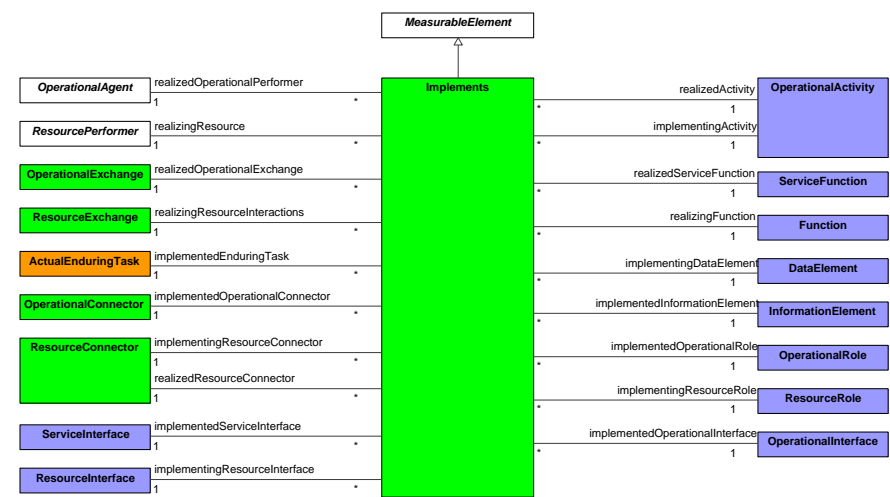 MeasurableElement
Implements
OperationalAgent
realizedOperationalPerformer
1
*
ResourcePerformer
realizingResource
1
*
OperationalExchange
realizedOperationalExchange
1
*
ResourceExchange
realizingResourceInteractions
1
*
ActualEnduringTask
implementedEnduringTask
1
*
OperationalConnector
implementedOperationalConnector
1
*
ResourceConnector
implementingResourceConnector
1
*
realizedResourceConnector
1
*
ServiceInterface
implementedServiceInterface
1
*
ResourceInterface
implementingResourceInterface
1
*
realizedActivity
OperationalActivity
*
1
implementingActivity
*
1
realizedServiceFunction
ServiceFunction
*
1
realizingFunction
Function
*
1
implementingDataElement
DataElement
*
1
implementedInformationElement
InformationElement
*
1
implementedOperationalRole
OperationalRole
*
1
implementingResourceRole
ResourceRole
*
1
implementedOperationalInterface
OperationalInterface
*
1